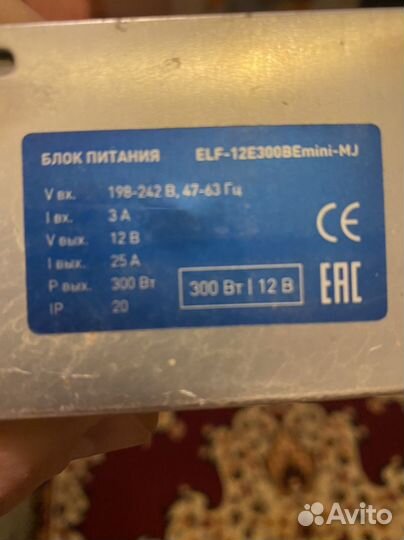 БЛОК ПИТАНИЯ ELF-12E300BEmini-MJ
V вх. 198-242 В, 47-63 Гц
I вх. 3 А
V вых. 12 В
I вых. 25 А
P вых. 300 Вт
IP 20
300 Вт | 12 В
CE
EAC
Avito